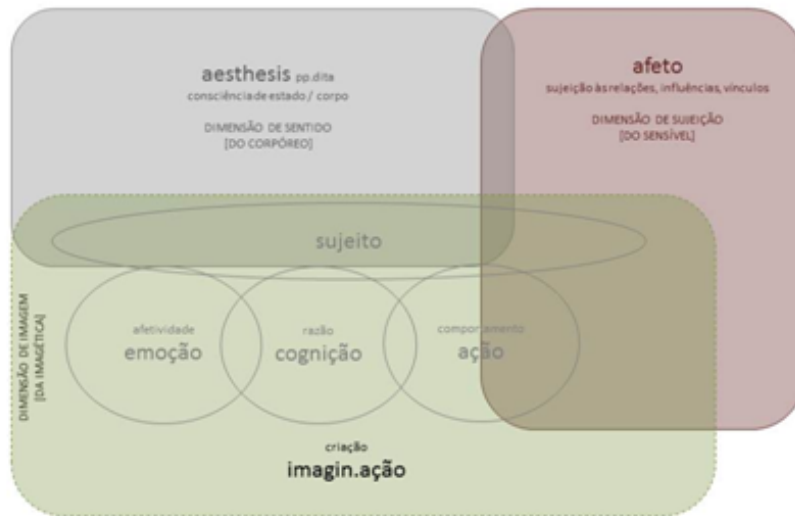 aesthesis pp.dita
consciência de estado / corpo
DIMENSÃO DE SENTIDO
[DO CORPÓREO]
afeto
sujeição às relações, influências, vínculos
DIMENSÃO DE SUJEIÇÃO
[DO SENSÍVEL]
sujeito
afetividade
emoção
razão
cognição
comportamento
ação
DIMENSÃO DE IMAGEM
[DA IMAGÉTICA]
criação
imagin.ação